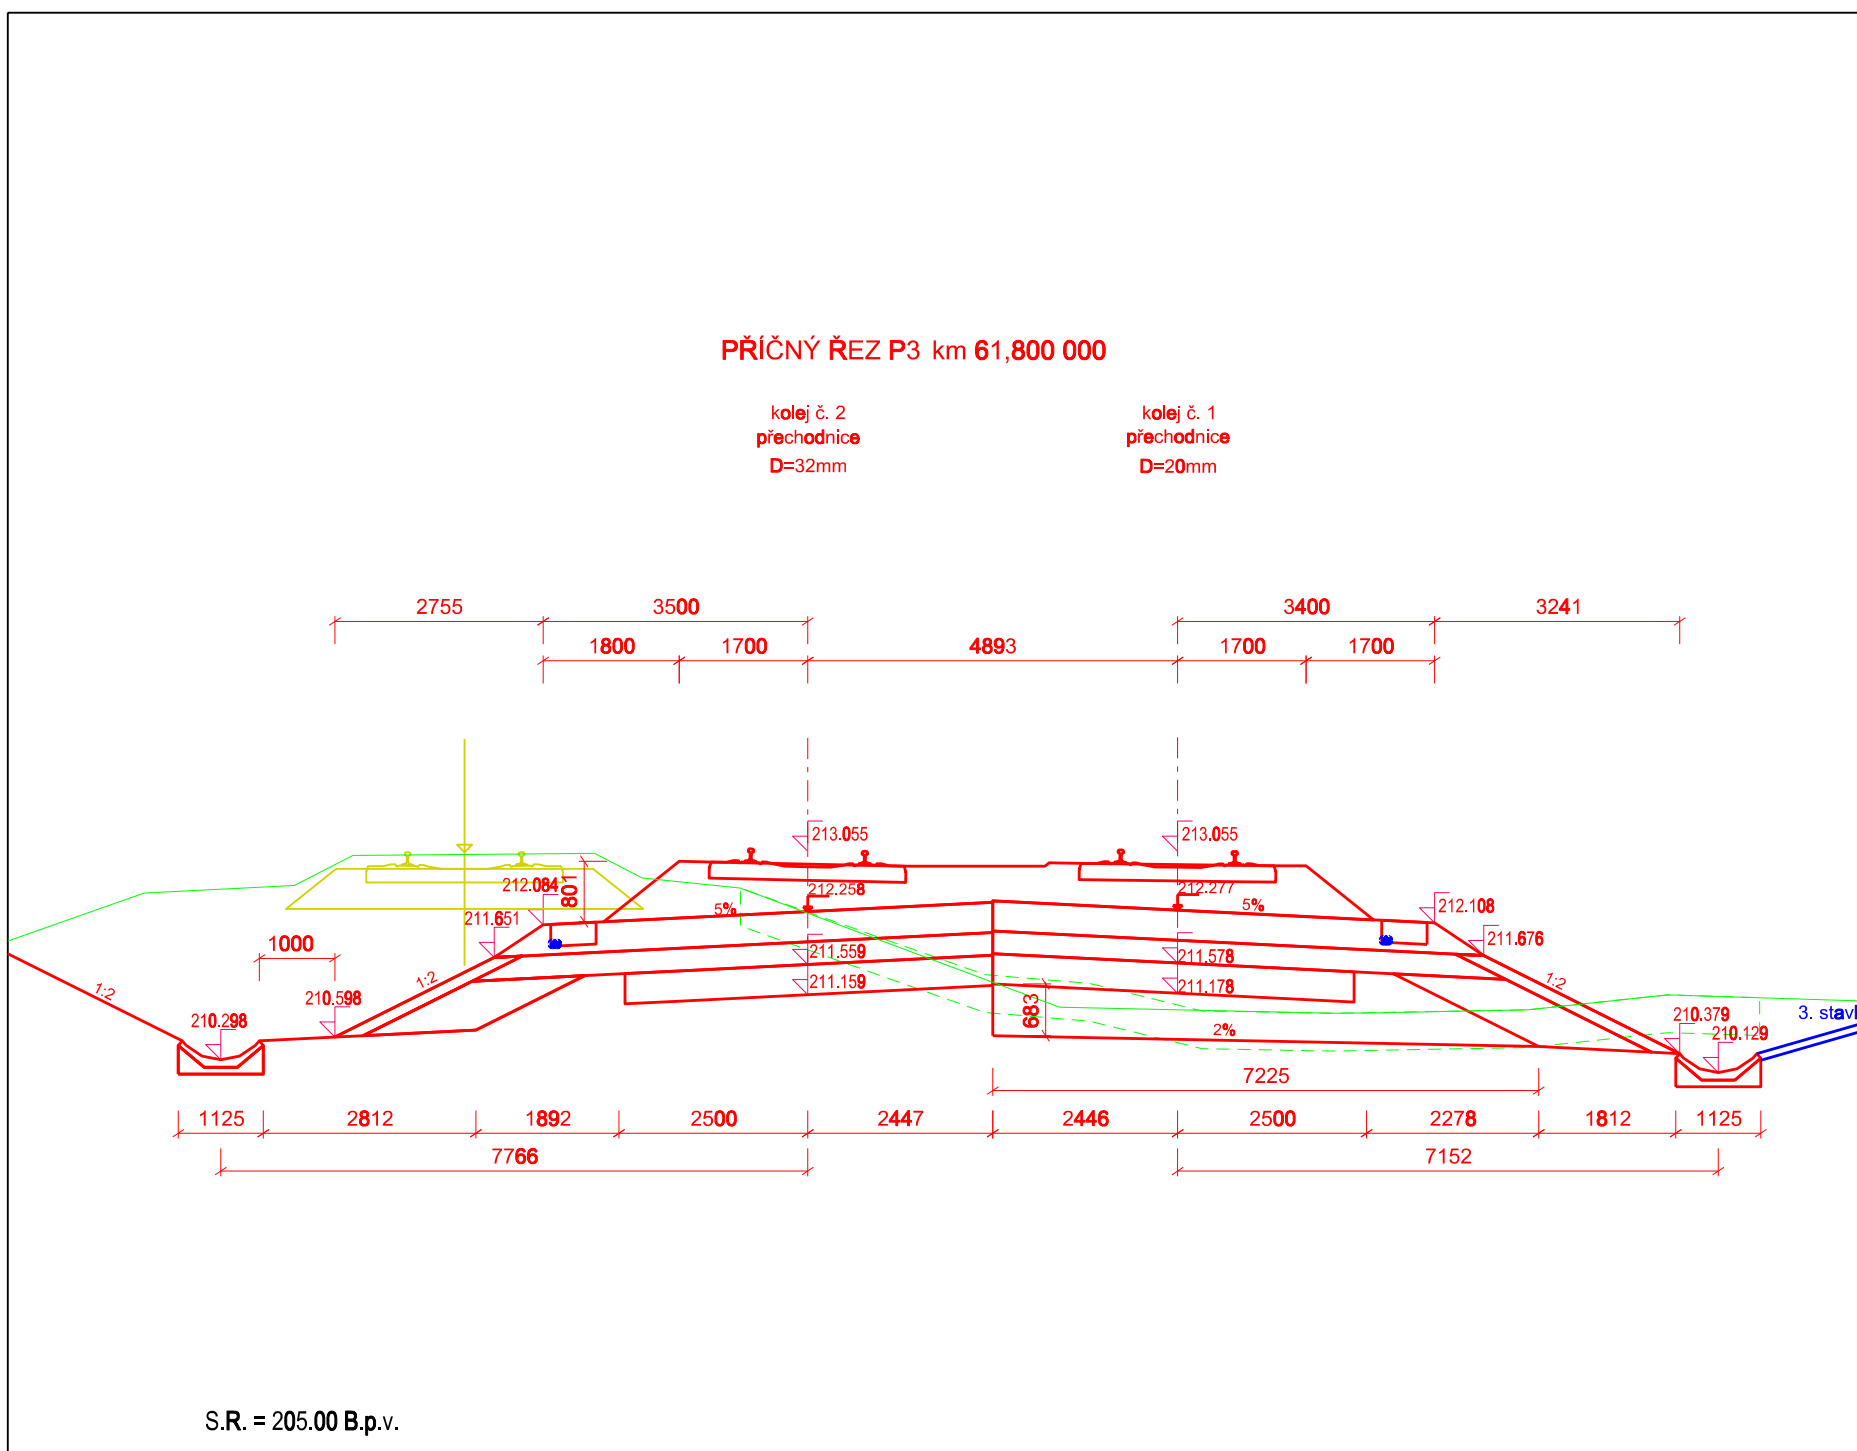 PŘÍČNÝ ŘEZ P3 km 61,800 000
kolej č. 2
přechodnice
D=32mm
kolej č. 1
přechodnice
D=20mm
2755 3500 3400 3241
1800 1700 4893 1700 1700
213.055 213.055
212.084 801 212.258 212.277
5% 5% 212.108
211.651 211.676
1000 211.559 211.578
1:2 1:2 1:2
211.159 211.178
210.598 683 210.379 3. stav
210.298 2% 210.129
7225
1125 2812 1892 2500 2447 2446 2500 2278 1812 1125
7766 7152
S.R. = 205.00 B.p.v.